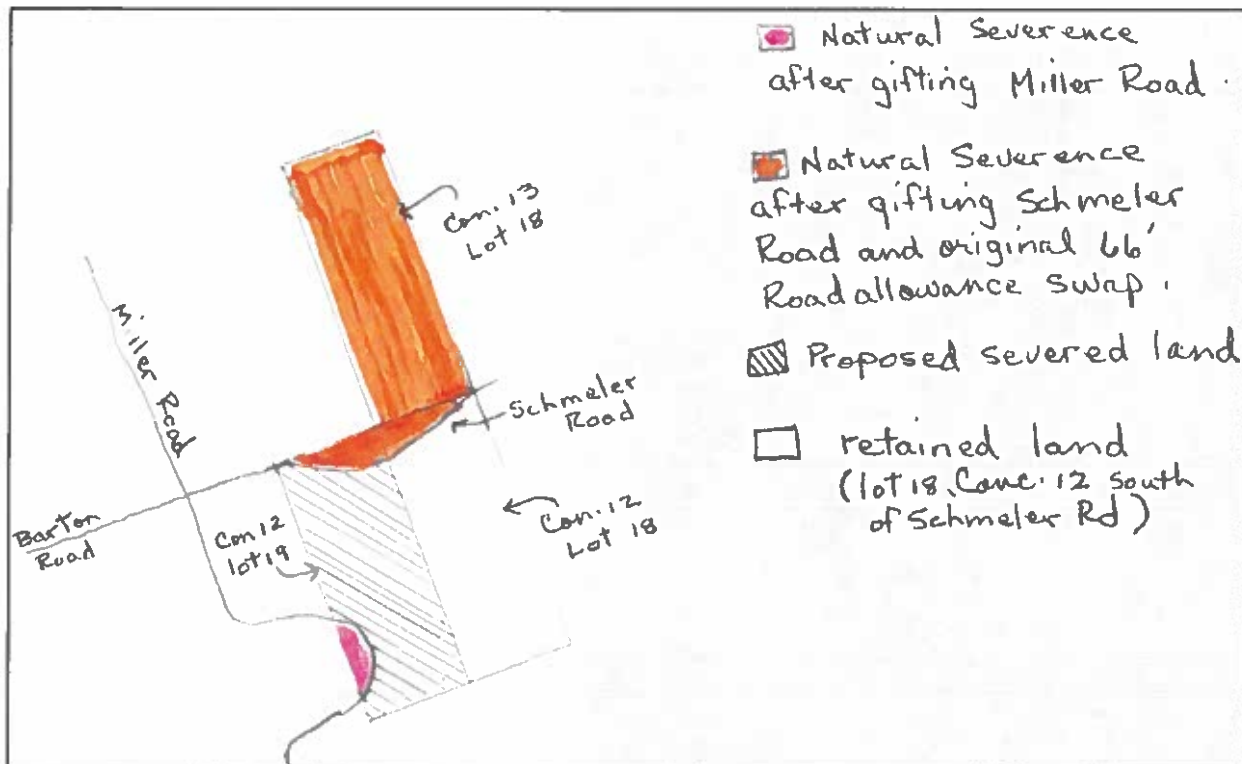 Natural Severence
after gifting Miller Road.
Natural Severence
after gifting Schmeler
Road and original 66'
Road allowance swap.
Proposed severed land
retained land
(lot 18, Conc. 12 South
of Schmeler Rd)
Con. 13
Lot 18
Miller Road
Schmeler
Road
Con. 12
Lot 18
Barton
Road
Con 12
lot 19